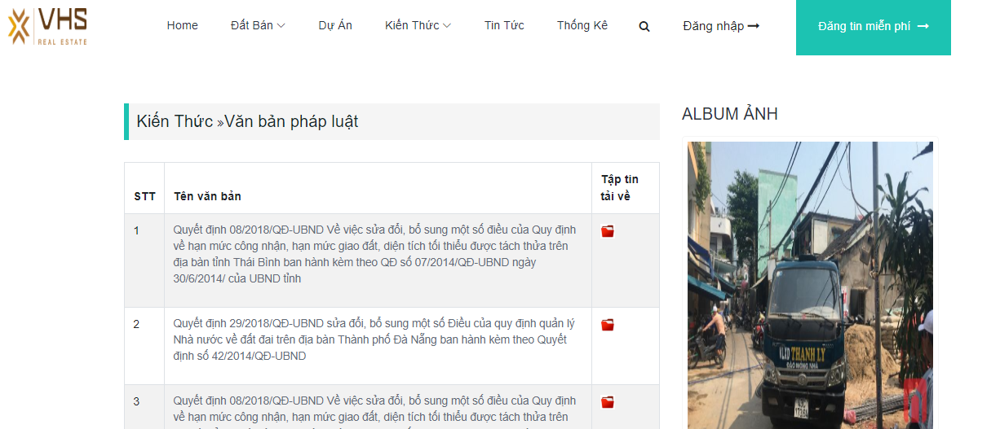 VHS
REAL ESTATE
Home Đất Bán Dự Án Kiến Thức Tin Tức Thống Kê Đăng nhập Đăng tin miễn phí
Kiến Thức »Văn bản pháp luật
ALBUM ẢNH
STT Tên văn bản Tập tin tải về
1 Quyết định 08/2018/QĐ-UBND Về việc sửa đổi, bổ sung một số điều của Quy định
về hạn mức công nhận, hạn mức giao đất, diện tích tối thiểu được tách thửa trên
địa bàn tỉnh Thái Bình ban hành kèm theo QĐ số 07/2014/QĐ-UBND ngày
30/6/2014/ của UBND tỉnh
2 Quyết định 29/2018/QĐ-UBND sửa đổi, bổ sung một số Điều của quy định quản lý
Nhà nước về đất đai trên địa bàn Thành phố Đà Nẵng ban hành kèm theo Quyết
định số 42/2014/QĐ-UBND
3 Quyết định 08/2018/QĐ-UBND Về việc sửa đổi, bổ sung một số điều của Quy định
về hạn mức công nhận, hạn mức giao đất, diện tích tối thiểu được tách thửa trên
VLXD THANH LY
ĐÀO MÓNG NHÀ